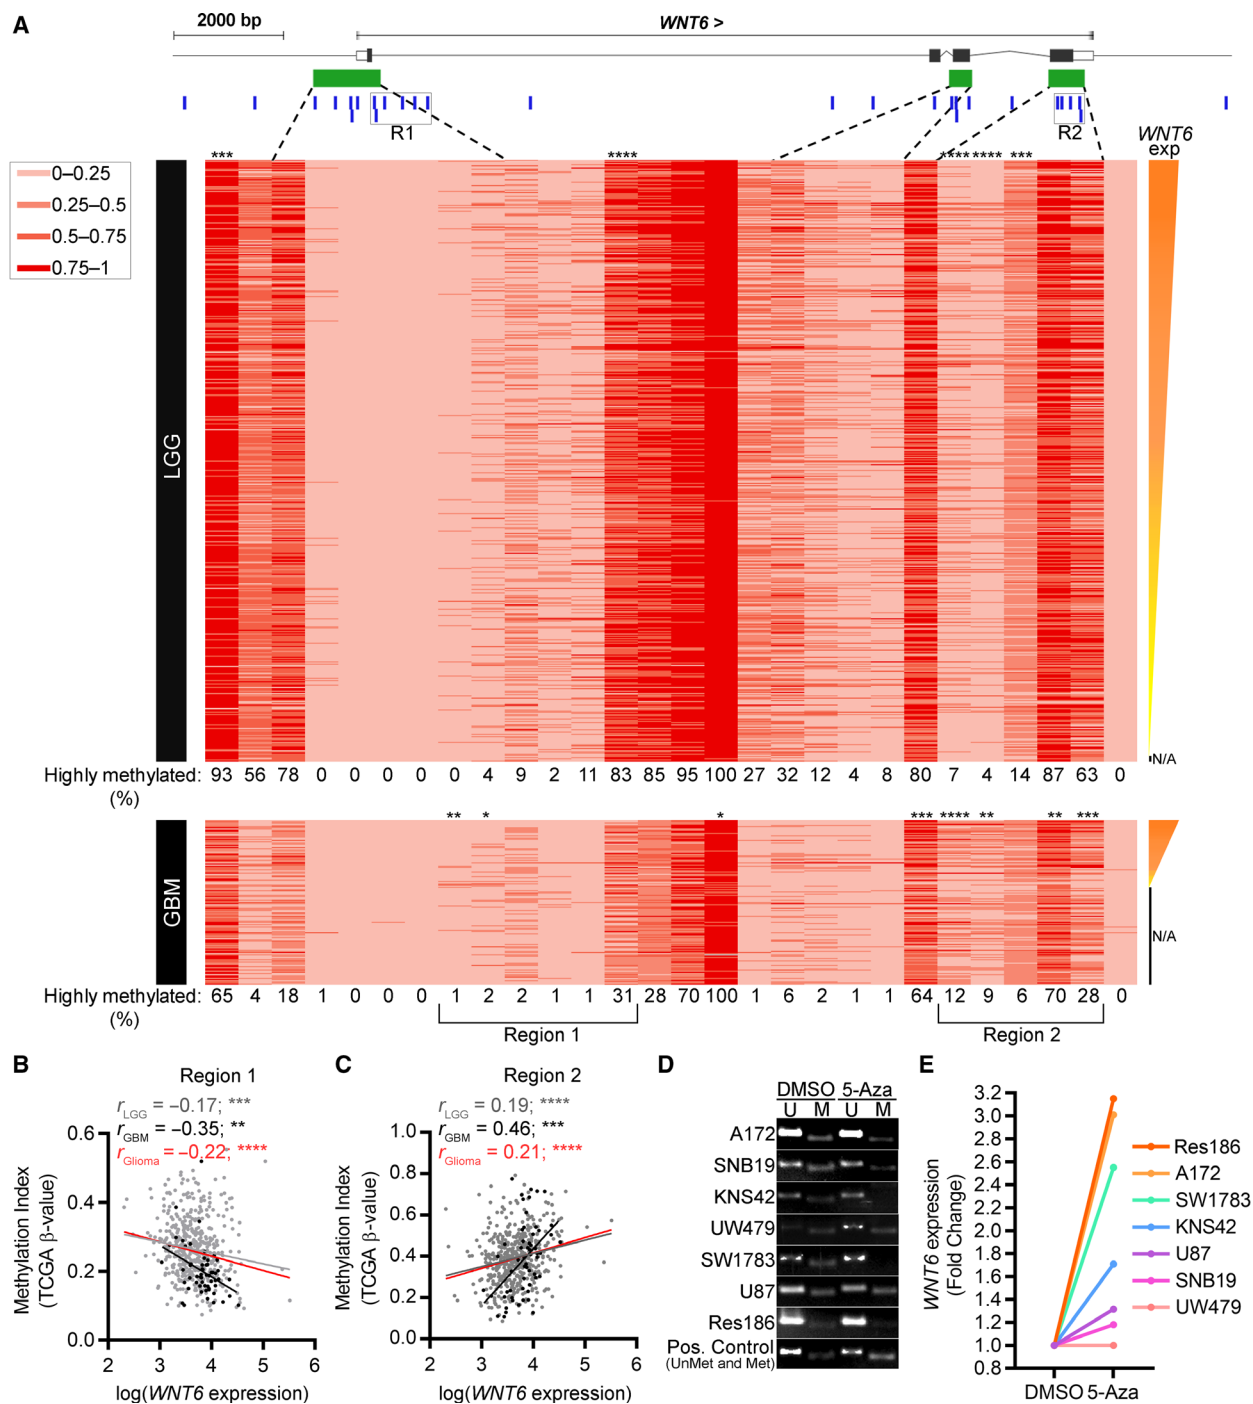 A
2000 bp
WNT6 >
R1
R2
WNT6
exp
0–0.25
0.25–0.5
0.5–0.75
0.75–1
*** **** **** **** ***
LGG
N/A
Highly methylated: 93 56 78 0 0 0 0 0 4 9 2 11 83 85 95 100 27 32 12 4 8 80 7 4 14 87 63 0
(%)
** * * *** **** ** ** ***
GBM
N/A
Highly methylated: 65 4 18 1 0 0 0 1 2 2 1 1 31 28 70 100 1 6 2 1 1 64 12 9 6 70 28 0
(%)
Region 1
Region 2
B
Region 1
rLGG = –0.17; ***
rGBM = –0.35; **
rGlioma = –0.22; ****
Methylation Index
(TCGA β-value)
0.6
0.4
0.2
0.0
2 3 4 5 6
log(WNT6 expression)
C
Region 2
rLGG = 0.19; ****
rGBM = 0.46; ***
rGlioma = 0.21; ****
Methylation Index
(TCGA β-value)
1.0
0.8
0.6
0.4
0.2
0.0
2 3 4 5 6
log(WNT6 expression)
D
DMSO 5-Aza
U M U M
A172
SNB19
KNS42
UW479
SW1783
U87
Res186
Pos. Control
(UnMet and Met)
E
WNT6 expression
(Fold Change)
3.2
3.0
2.8
2.6
2.4
2.2
2.0
1.8
1.6
1.4
1.2
1.0
0.8
DMSO 5-Aza
Res186
A172
SW1783
KNS42
U87
SNB19
UW479